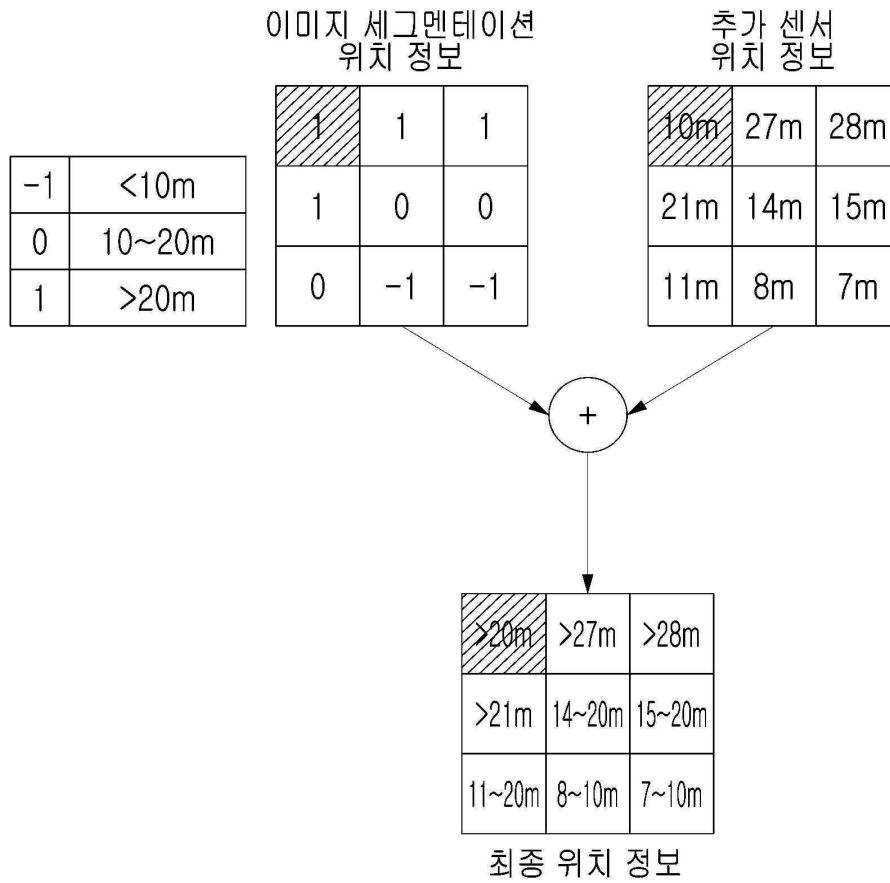 이미지 세그멘테이션
위치 정보
추가 센서
위치 정보
-1 <10m
0 10~20m
1 >20m
1 1 1
1 0 0
0 -1 -1
10m 27m 28m
21m 14m 15m
11m 8m 7m
+
>20m >27m >28m
>21m 14~20m 15~20m
11~20m 8~10m 7~10m
최종 위치 정보